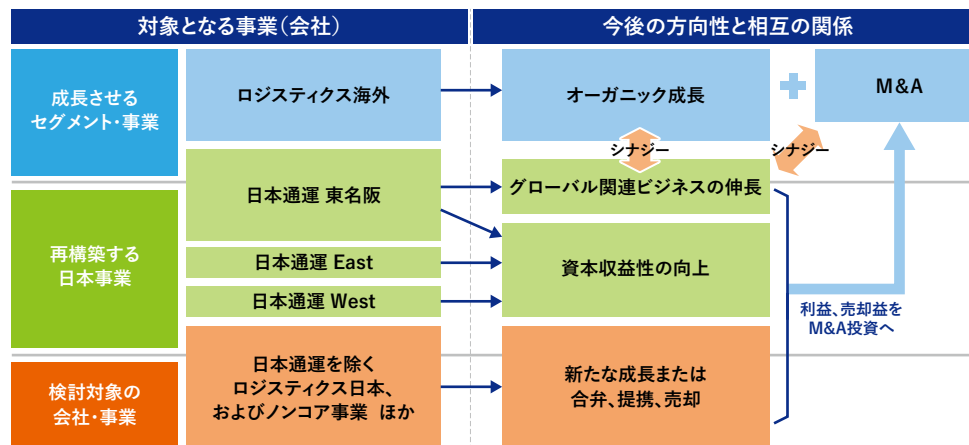 対象となる事業（会社）
今後の方向性と相互の関係
成長させる
セグメント・事業
ロジスティクス海外
オーガニック成長
M&A
シナジー
シナジー
再構築する
日本事業
日本通運 東名阪
グローバル関連ビジネスの伸長
日本通運 East
資本収益性の向上
日本通運 West
利益、売却益を
M&A投資へ
検討対象の
会社・事業
日本通運を除く
ロジスティクス日本、
およびノンコア事業 ほか
新たな成長または
合弁、提携、売却